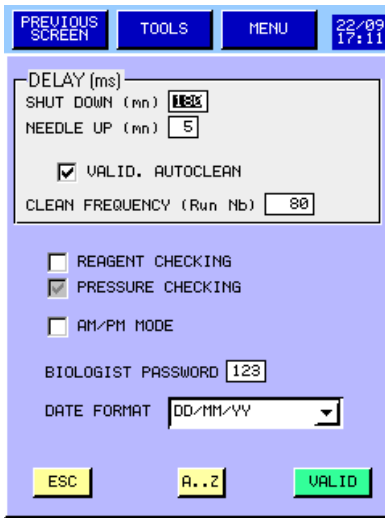 PREVIOUS SCREEN TOOLS MENU 22/09 17:11
DELAY (ms)
SHUT DOWN (mn)
NEEDLE UP (mn) 5
VALID. AUTOCLEAN
CLEAN FREQUENCY (Run Nb) 80
REAGENT CHECKING
PRESSURE CHECKING
AM/PM MODE
BIOLOGIST PASSWORD 123
DATE FORMAT DD/MM/YY
ESC A..Z VALID